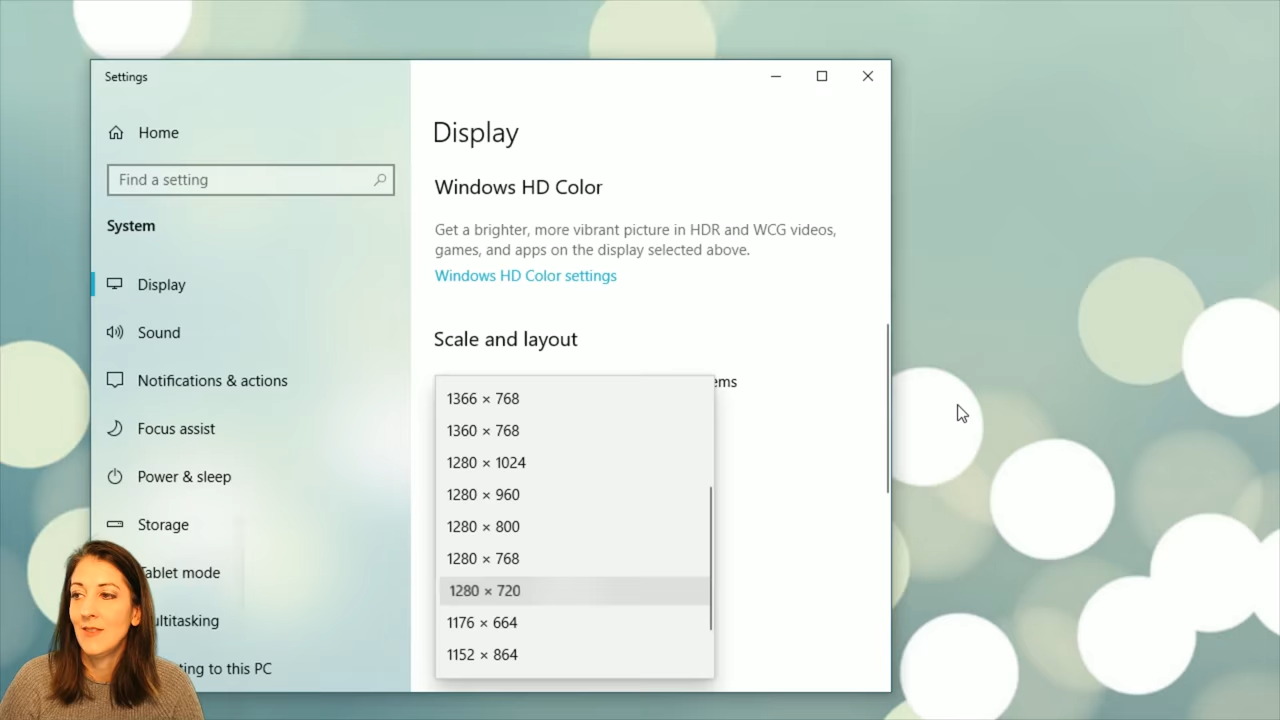 Settings
Home
Find a setting
System
Display
Sound
Notifications & actions
Focus assist
Power & sleep
Storage
Tablet mode
ultitasking
ting to this PC
Display
Windows HD Color
Get a brighter, more vibrant picture in HDR and WCG videos,
games, and apps on the display selected above.
Windows HD Color settings
Scale and layout
ems
1366 × 768
1360 × 768
1280 × 1024
1280 × 960
1280 × 800
1280 × 768
1280 × 720
1176 × 664
1152 × 864